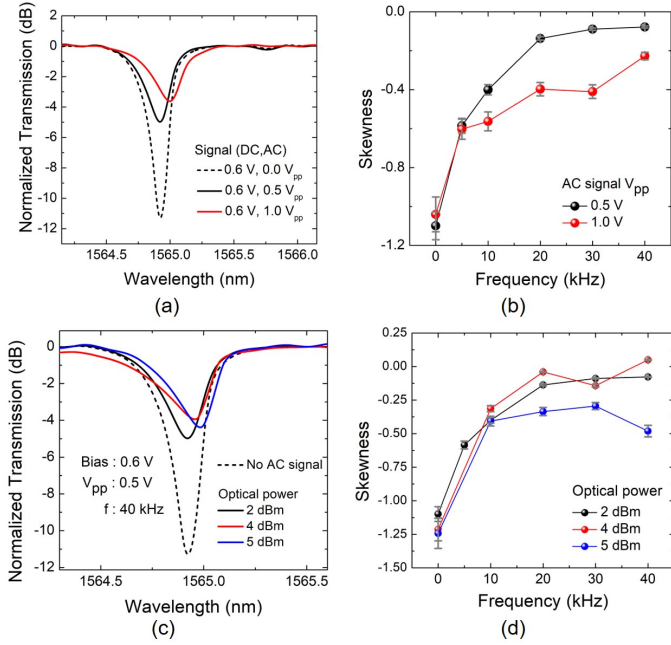 2
0
-2
-4
-6
-8
-10
-12
Normalized Transmission (dB)
Signal (DC,AC)
0.6 V, 0.0 Vpp
0.6 V, 0.5 Vpp
0.6 V, 1.0 Vpp
1564.5 1565.0 1565.5 1566.0
Wavelength (nm)
(a)
0.0
-0.4
-0.8
-1.2
Skewness
AC signal Vpp
0.5 V
1.0 V
0 10 20 30 40
Frequency (kHz)
(b)
0
-2
-4
-6
-8
-10
-12
Normalized Transmission (dB)
Bias : 0.6 V
Vpp : 0.5 V
f : 40 kHz
No AC signal
Optical power
2 dBm
4 dBm
5 dBm
1564.5 1565.0 1565.5
Wavelength (nm)
(c)
0.25
0.00
-0.25
-0.50
-0.75
-1.00
-1.25
-1.50
Skewness
Optical power
2 dBm
4 dBm
5 dBm
0 10 20 30 40
Frequency (kHz)
(d)